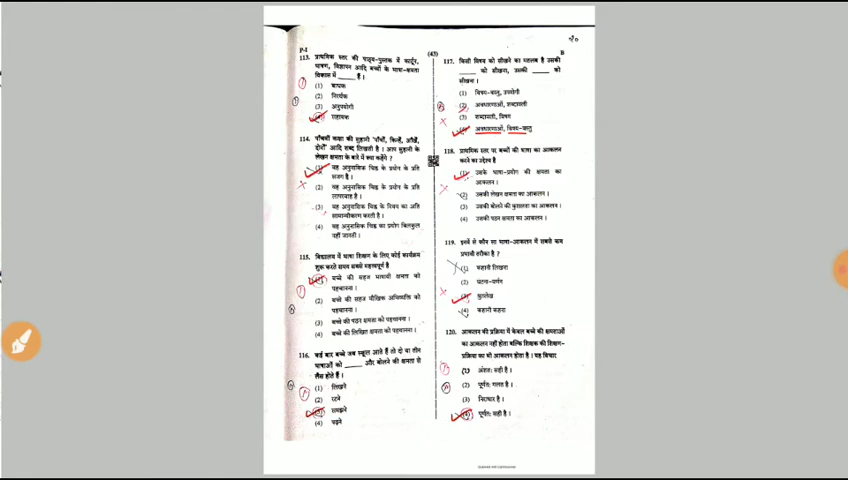 P-I
(43)
B
113. प्राथमिक स्तर की पाठ्य-पुस्तक में कार्टून,
भाषण, विज्ञापन आदि बच्चों के भाषा-क्षमता
विकास में ______ हैं ।
(1) बाधक
(2) निरर्थक
(3) अनुपयोगी
(4) सहायक
114. पाँचवीं कक्षा की सुहानी
आदि शब्द लिखती है । आप सुहानी के
लेखन क्षमता के बारे में क्या कहेंगे ?
(1) वह अनुनासिक चिह्न के प्रयोग के प्रति
सजग है ।
(2) वह अनुनासिक चिह्न के प्रयोग के प्रति
लापरवाह है ।
(3) वह अनुनासिक चिह्न के नियम का अति
सामान्यीकरण करती है ।
(4) वह अनुनासिक चिह्न का प्रयोग बिलकुल
नहीं जानती ।
115. विद्यालय में भाषा शिक्षण के लिए कोई कार्यक्रम
शुरू करते समय सबसे महत्वपूर्ण है
(1) बच्चे की सहज भाषायी क्षमता को
पहचानना ।
(2) बच्चे की सहज मौखिक अभिव्यक्ति को
पहचानना ।
(3) बच्चे की पठन क्षमता को पहचानना ।
(4) बच्चे की लिखित क्षमता को पहचानना ।
116. कई बार बच्चे जब स्कूल आते हैं तो दो या तीन
भाषाओं को ______ और बोलने की क्षमता से
लैस होते हैं ।
(1) लिखने
(2) रटने
(3) समझने
(4) पढ़ने
117. किसी विषय को सीखने का मतलब है उसकी
______ को सीखना, उसकी ______ को
सीखना ।
(1) विषय-वस्तु, उपयोगी
(2) अवधारणाओं, शब्दावली
(3) शब्दावली, विषय
(4) अवधारणाओं, विषय-वस्तु
118. प्राथमिक स्तर पर बच्चों की भाषा का आकलन
करने का उद्देश्य है
(1) उसके भाषा-प्रयोग की क्षमता का
आकलन ।
(2) उसकी लेखन क्षमता का आकलन ।
(3) उसकी बोलने की कुशलता का आकलन ।
(4) उसकी पठन क्षमता का आकलन ।
119. इनमें से कौन सा भाषा-आकलन में सबसे कम
प्रभावी तरीका है ?
(1) कहानी लिखना
(2) घटना-वर्णन
(3) श्रुतलेख
(4) कहानी कहना
120. आकलन की प्रक्रिया में केवल बच्चे की क्षमताओं
का आकलन नहीं होता बल्कि शिक्षक की शिक्षण-
प्रक्रिया का भी आकलन होता है । यह विचार
(1) अंशतः सही है ।
(2) पूर्णतः गलत है ।
(3) निराधार है ।
(4) पूर्णतः सही है ।